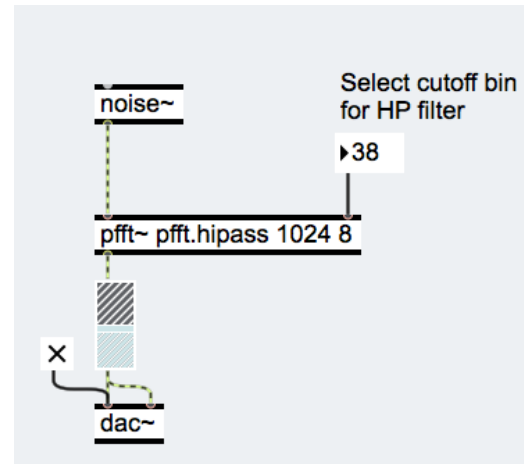 Select cutoff bin
for HP filter
noise~
38
pfft~ pfft.hipass 1024 8
dac~